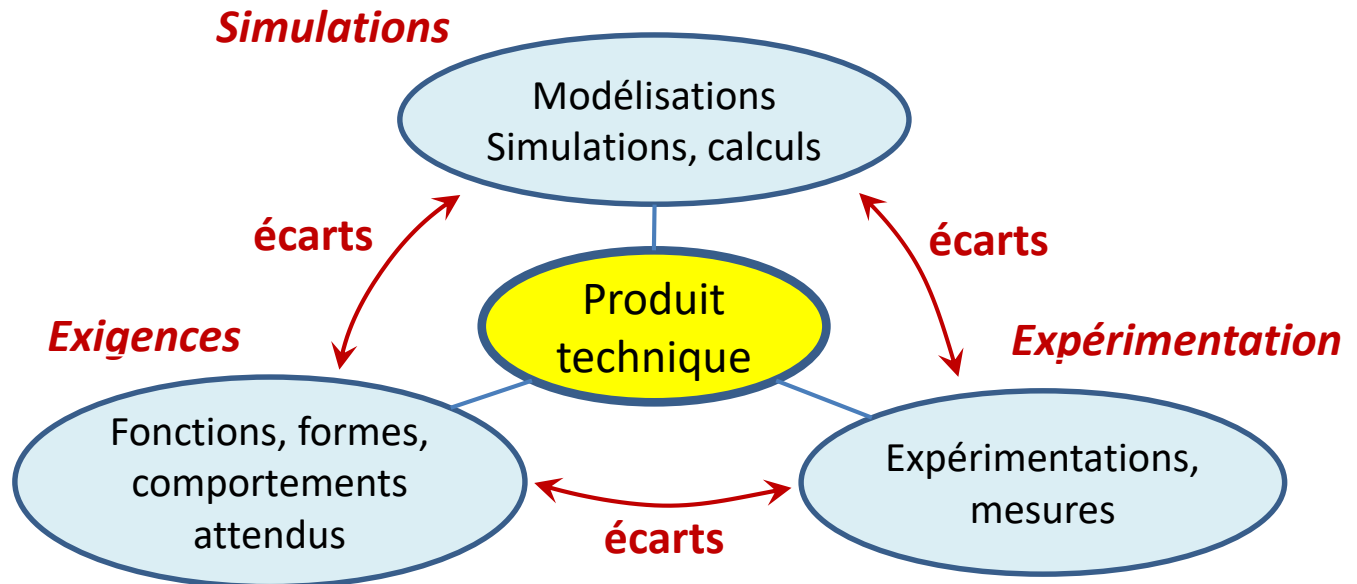 Simulations
Modélisations
Simulations, calculs
écarts
écarts
Produit
technique
Exigences
Expérimentation
Fonctions, formes,
comportements
attendus
Expérimentations,
mesures
écarts